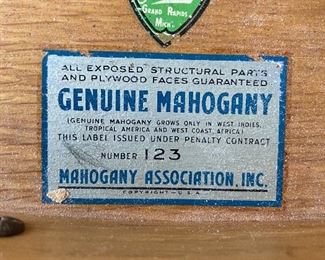 GRAND RAPIDS
MICH.
ALL EXPOSED STRUCTURAL PARTS
AND PLYWOOD FACES GUARANTEED
GENUINE MAHOGANY
(GENUINE MAHOGANY GROWS ONLY IN WEST INDIES,
TROPICAL AMERICA AND WEST COAST, AFRICA)
THIS LABEL ISSUED UNDER PENALTY CONTRACT
NUMBER 123
MAHOGANY ASSOCIATION, INC.
COPYRIGHT - U.S.A.